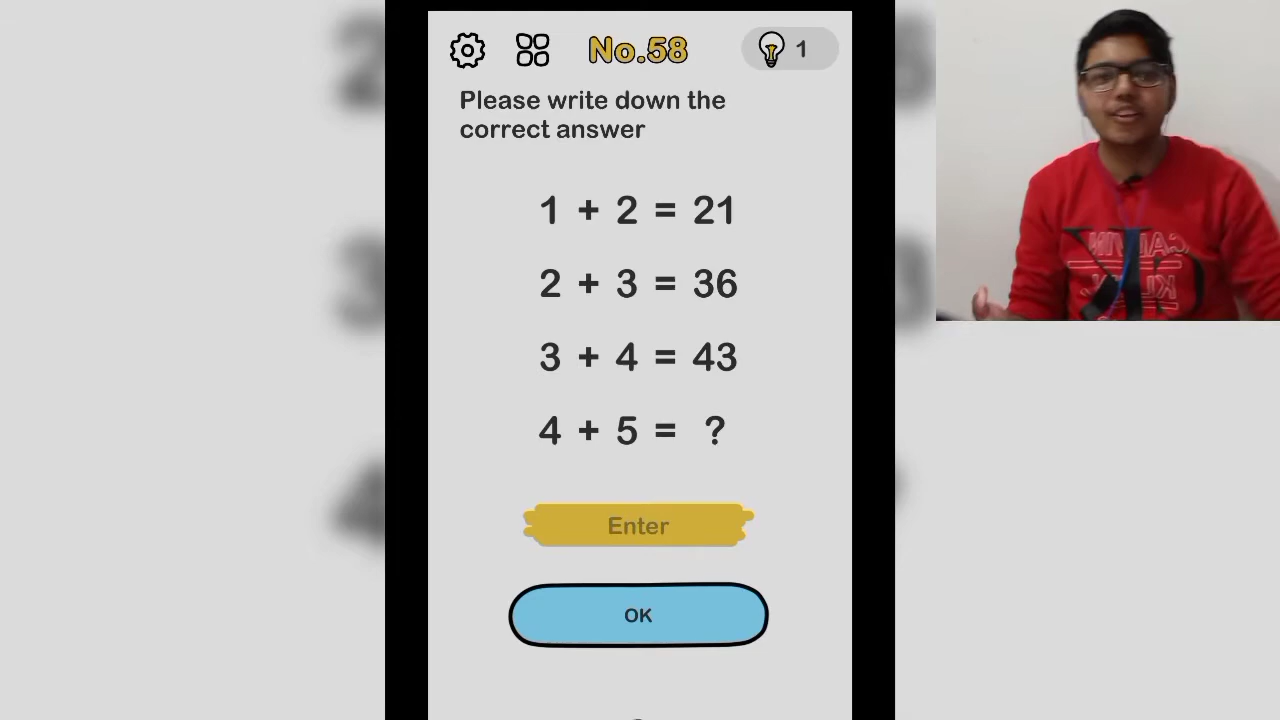 No.58
1
Please write down the
correct answer
1 + 2 = 21
2 + 3 = 36
3 + 4 = 43
4 + 5 = ?
Enter
OK